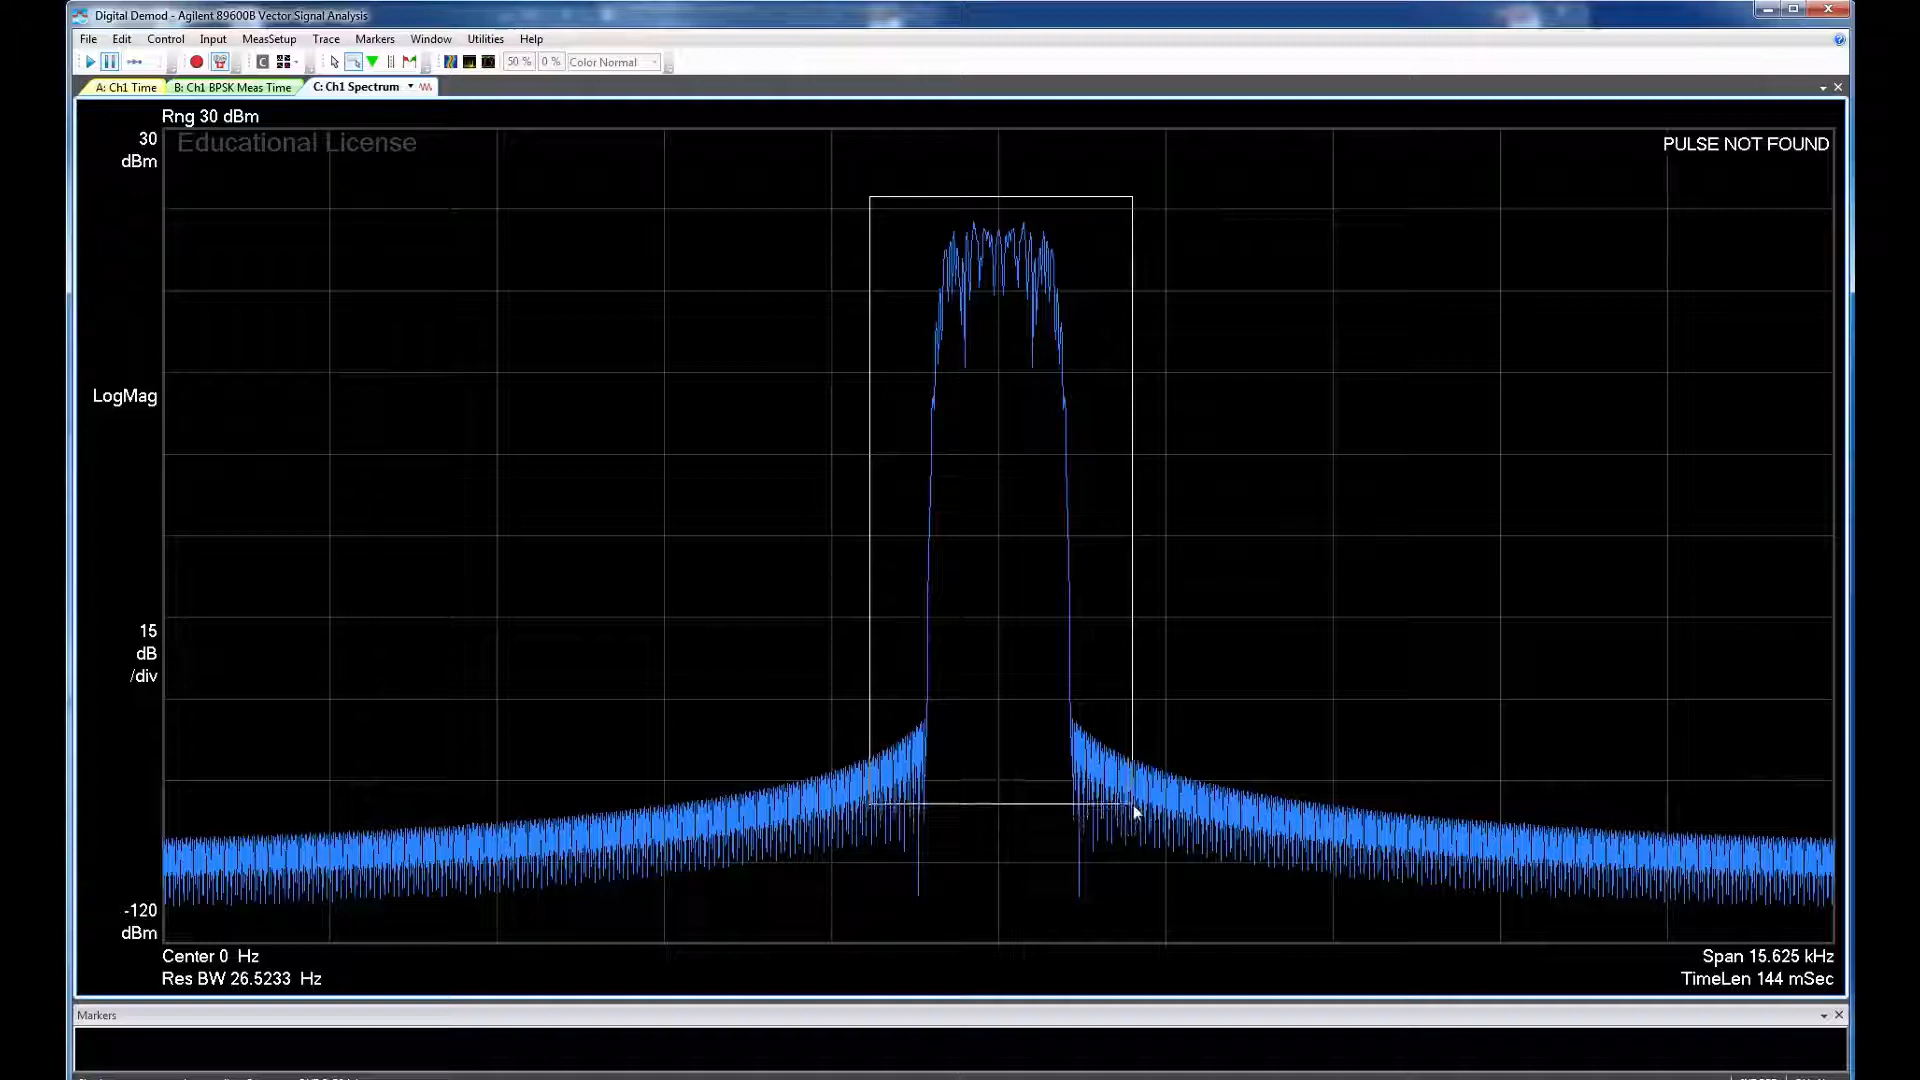 Digital Demod - Agilent 89600B Vector Signal Analysis
File Edit Control Input MeasSetup Trace Markers Window Utilities Help
50 % 0 % Color Normal
A: Ch1 Time B: Ch1 BPSK Meas Time C: Ch1 Spectrum
Rng 30 dBm
30
dBm
Educational License
PULSE NOT FOUND
LogMag
15
dB
/div
-120
dBm
Center 0 Hz
Span 15.625 kHz
Res BW 26.5233 Hz
TimeLen 144 mSec
Markers